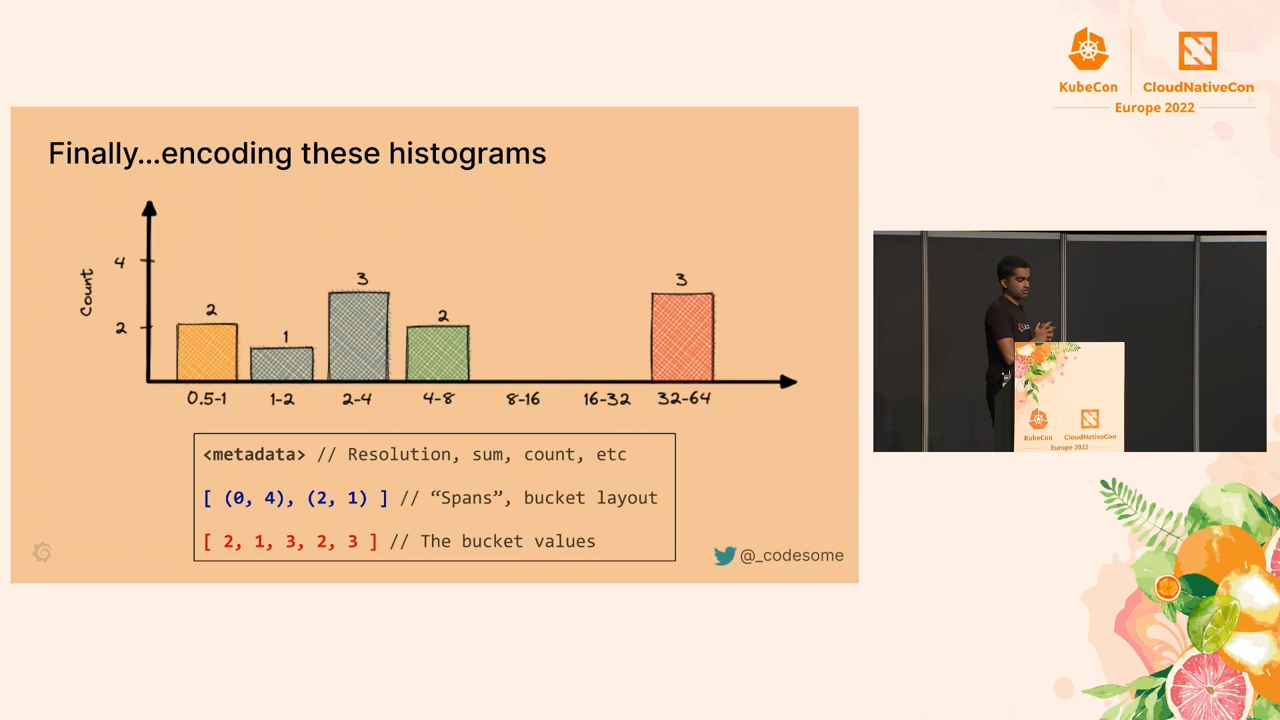 KubeCon
CloudNativeCon
Europe 2022
Finally...encoding these histograms
Count
4
2
2
1
3
2
3
0.5-1
1-2
2-4
4-8
8-16
16-32
32-64
<metadata> // Resolution, sum, count, etc
[ (0, 4), (2, 1) ] // “Spans”, bucket layout
[ 2, 1, 3, 2, 3 ] // The bucket values
@_codesome
KubeCon
CloudNativeCon
Europe 2022